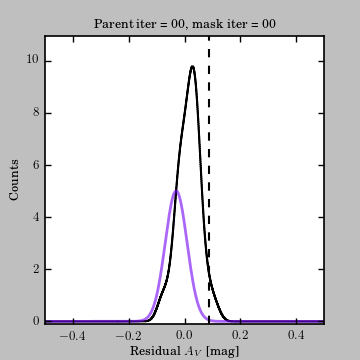 Parent iter = 00, mask iter = 00
Counts
10
8
6
4
2
0
−0.4 −0.2 0.0 0.2 0.4
Residual A_V [mag]